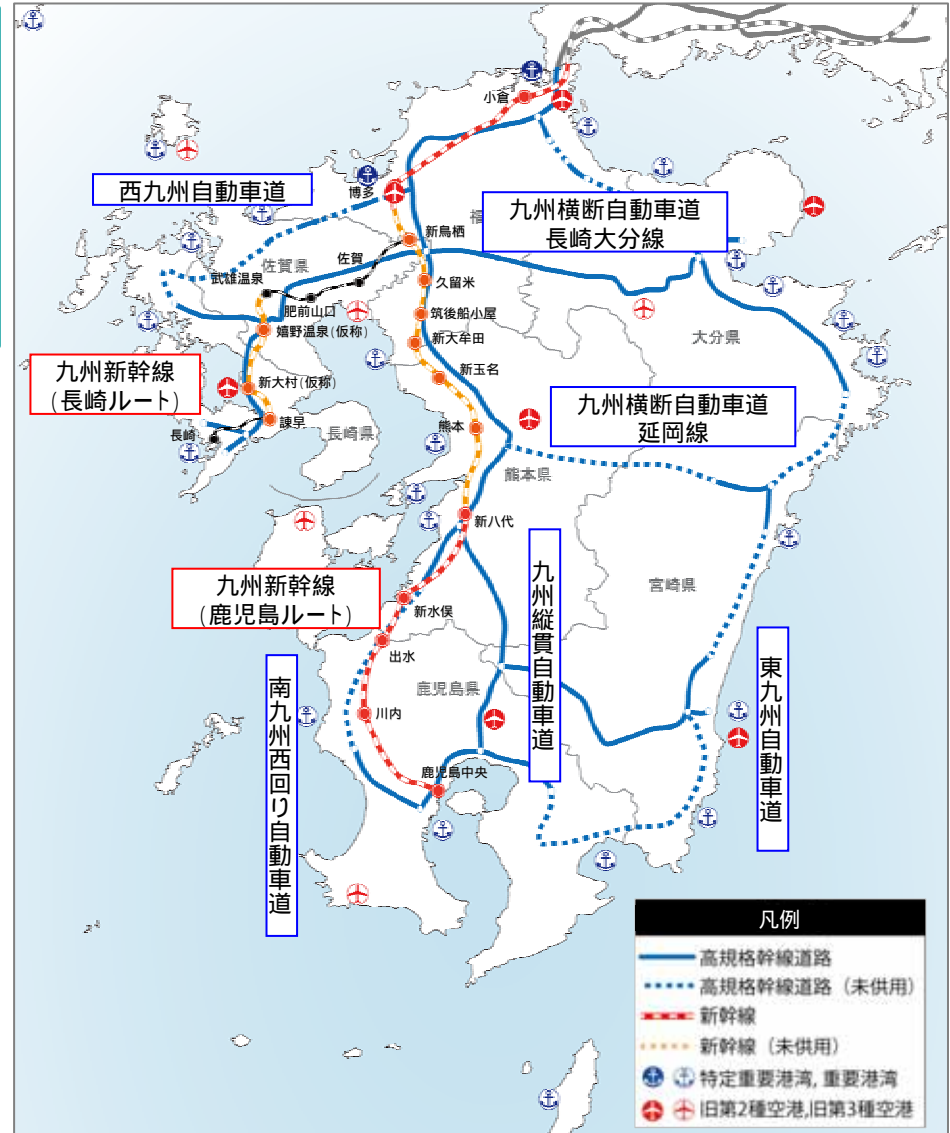 小倉
博多
西九州自動車道
福
九州横断自動車道
長崎大分線
新鳥栖
佐賀
佐賀県
武雄温泉
久留米
肥前山口
筑後船小屋
嬉野温泉(仮称)
新大牟田
大分県
九州新幹線
(長崎ルート)
新大村(仮称)
新玉名
九州横断自動車道
延岡線
諫早
長崎
長崎県
熊本
熊本県
新八代
九州新幹線
(鹿児島ルート)
九州縦貫自動車道
宮崎県
新水俣
出水
南九州西回り自動車道
鹿児島県
東九州自動車道
川内
鹿児島中央
凡例
高規格幹線道路
高規格幹線道路（未供用）
新幹線
新幹線（未供用）
特定重要港湾, 重要港湾
旧第2種空港,旧第3種空港